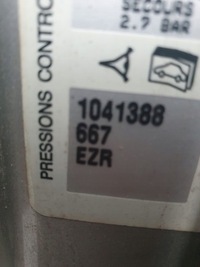 SECOURS
2.7 BAR
PRESSIONS CONTRO
1041388
667
EZR